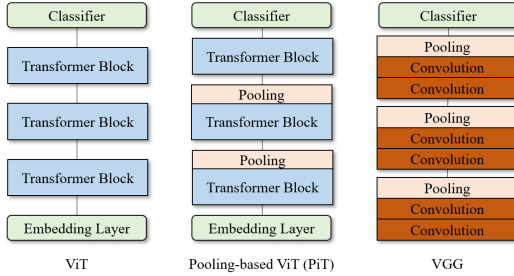 Classifier
Transformer Block
Transformer Block
Transformer Block
Embedding Layer
ViT
Classifier
Transformer Block
Pooling
Transformer Block
Pooling
Transformer Block
Embedding Layer
Pooling-based ViT (PiT)
Classifier
Pooling
Convolution
Convolution
Pooling
Convolution
Convolution
Pooling
Convolution
Convolution
VGG